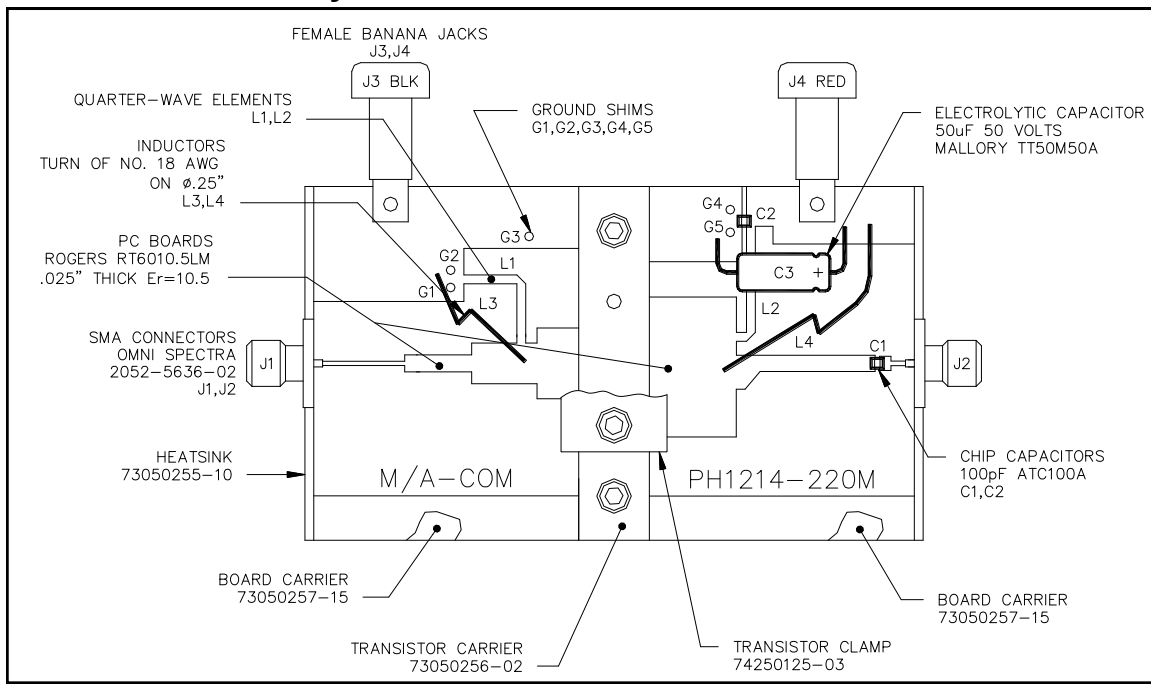 FEMALE BANANA JACKS
J3,J4
J3 BLK
J4 RED
QUARTER-WAVE ELEMENTS
L1,L2
GROUND SHIMS
G1,G2,G3,G4,G5
ELECTROLYTIC CAPACITOR
50uF 50 VOLTS
MALLORY TT50M50A
INDUCTORS
TURN OF NO. 18 AWG
ON ø.25"
L3,L4
PC BOARDS
ROGERS RT6010.5LM
.025" THICK Er=10.5
SMA CONNECTORS
OMNI SPECTRA
2052-5636-02
J1,J2
G3
G2
G1
L1
L3
G4
G5
C2
C3
+
L2
L4
C1
J1
J2
HEATSINK
73050255-10
M/A-COM
PH1214-220M
CHIP CAPACITORS
100pF ATC100A
C1,C2
BOARD CARRIER
73050257-15
TRANSISTOR CARRIER
73050256-02
TRANSISTOR CLAMP
74250125-03
BOARD CARRIER
73050257-15